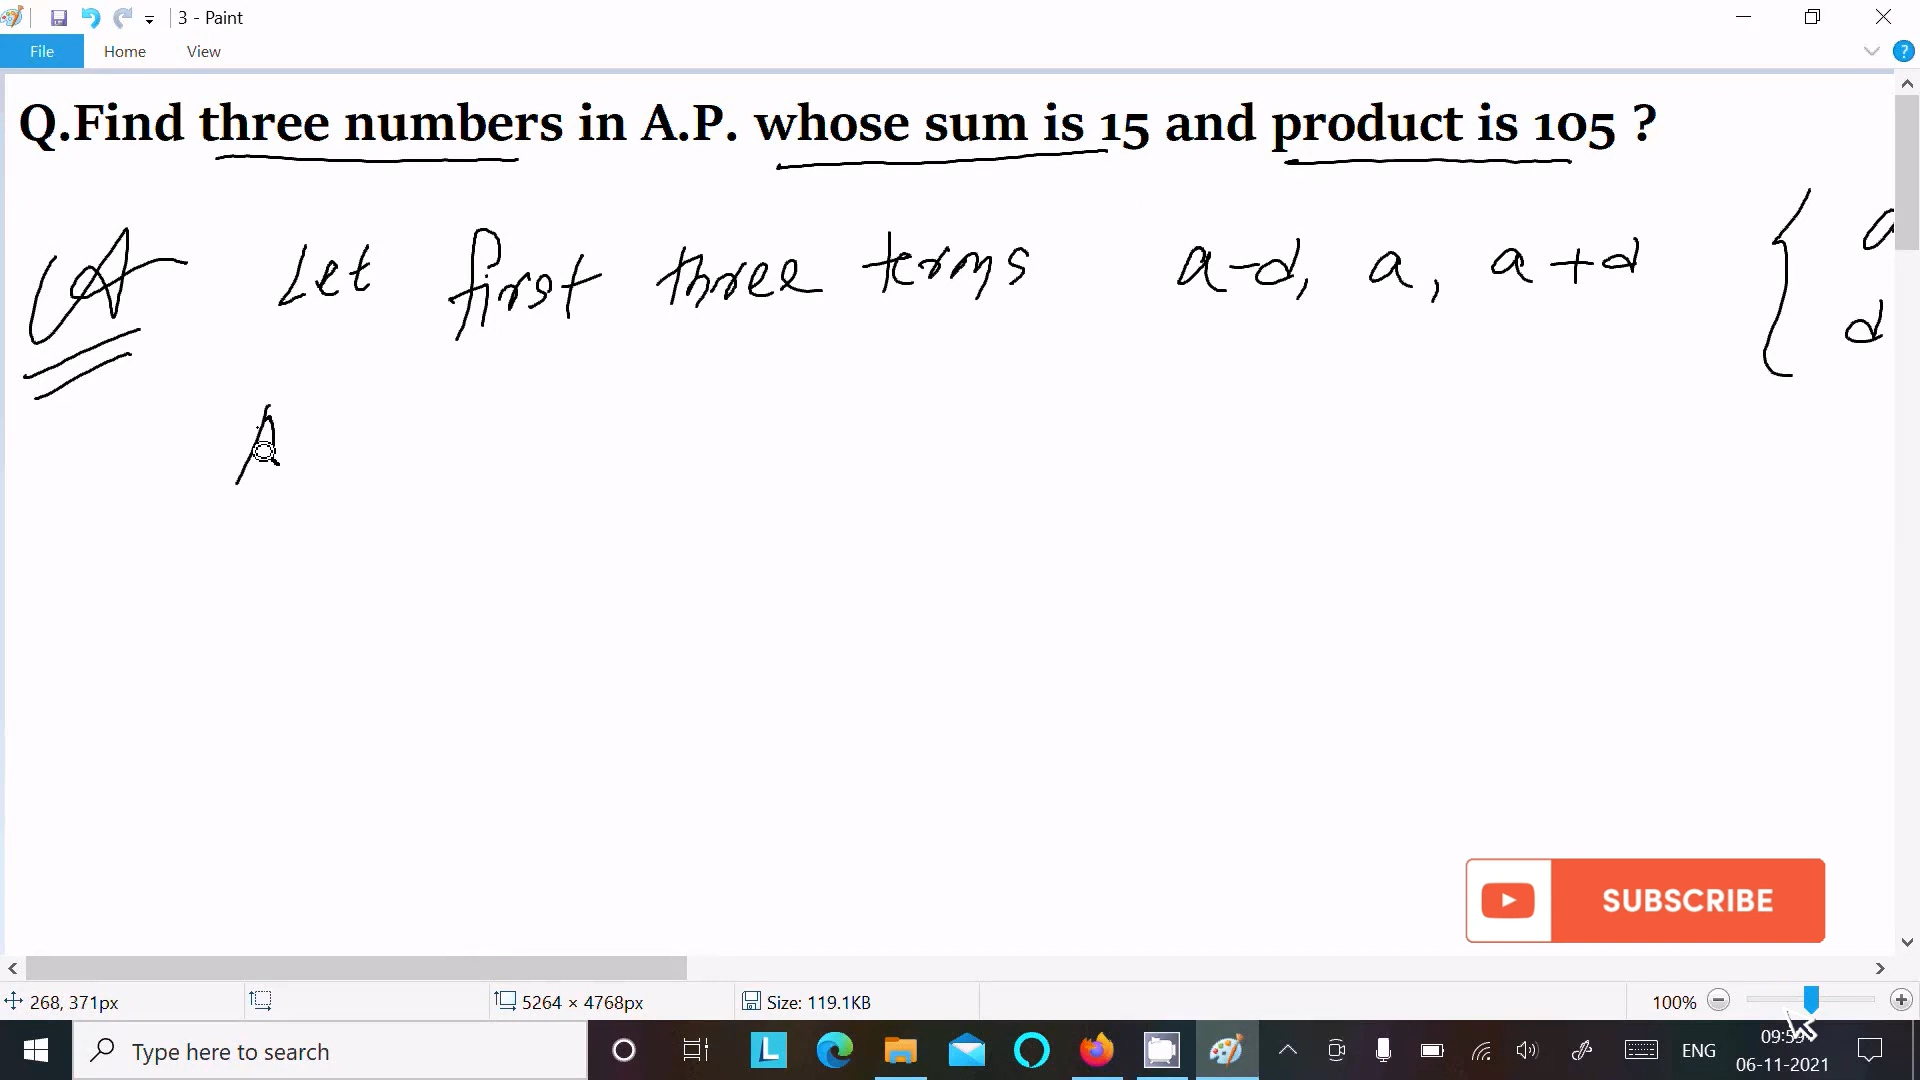 3 - Paint
File Home View
Q.Find three numbers in A.P. whose sum is 15 and product is 105 ?
Let first three terms a-d, a, a+d { a
d
A
SUBSCRIBE
268, 371px 5264 × 4768px Size: 119.1KB 100%
Type here to search L ENG
09:59
06-11-2021